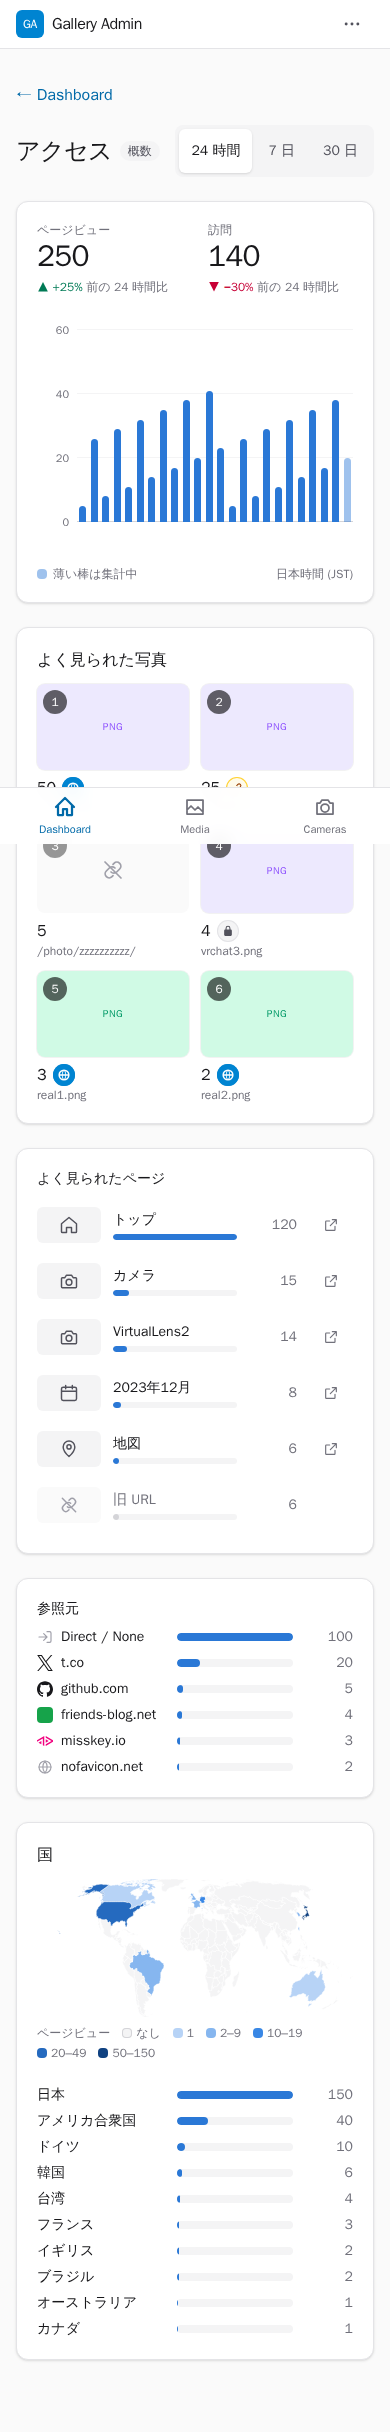 GA Gallery Admin
← Dashboard
アクセス 概数 24 時間 7 日 30 日
ページビュー 訪問
250 140
▲ +25% 前の 24 時間比 ▼ −30% 前の 24 時間比
60
40
20
0
薄い棒は集計中 日本時間 (JST)
よく見られた写真
1 PNG 2 PNG
Dashboard Media Cameras
3 4 PNG
5 4
/photo/zzzzzzzzzz/ vrchat3.png
5 PNG 6 PNG
3 2
real1.png real2.png
よく見られたページ
トップ 120
カメラ 15
VirtualLens2 14
2023年12月 8
地図 6
旧 URL 6
参照元
Direct / None 100
t.co 20
github.com 5
friends-blog.net 4
misskey.io 3
nofavicon.net 2
国
ページビュー なし 1 2–9 10–19
20–49 50–150
日本 150
アメリカ合衆国 40
ドイツ 10
韓国 6
台湾 4
フランス 3
イギリス 2
ブラジル 2
オーストラリア 1
カナダ 1